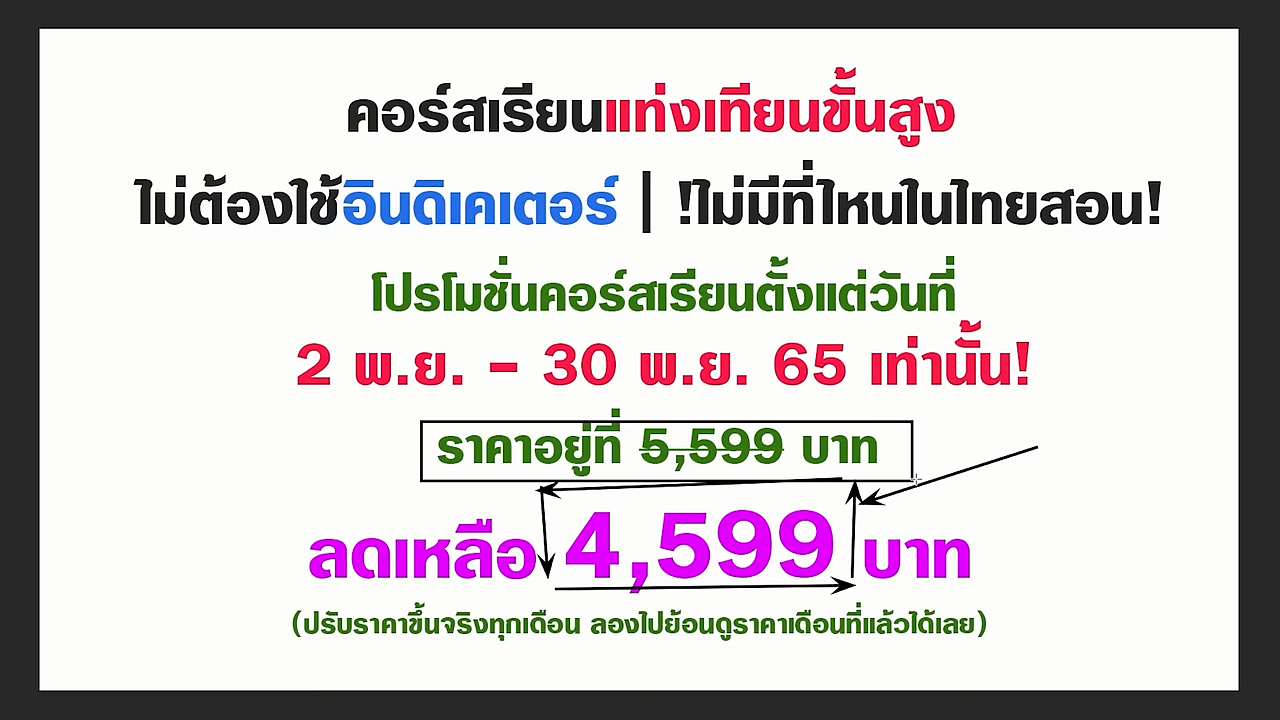 คอร์สเรียนแท่งเทียนขั้นสูง
ไม่ต้องใช้อินดิเคเตอร์ | !ไม่มีที่ไหนในไทยสอน!
โปรโมชั่นคอร์สเรียนตั้งแต่วันที่
2 พ.ย. - 30 พ.ย. 65 เท่านั้น!
ราคาอยู่ที่ 5,599 บาท
ลดเหลือ 4,599 บาท
(ปรับราคาขึ้นจริงทุกเดือน ลองไปย้อนดูราคาเดือนที่แล้วได้เลย)